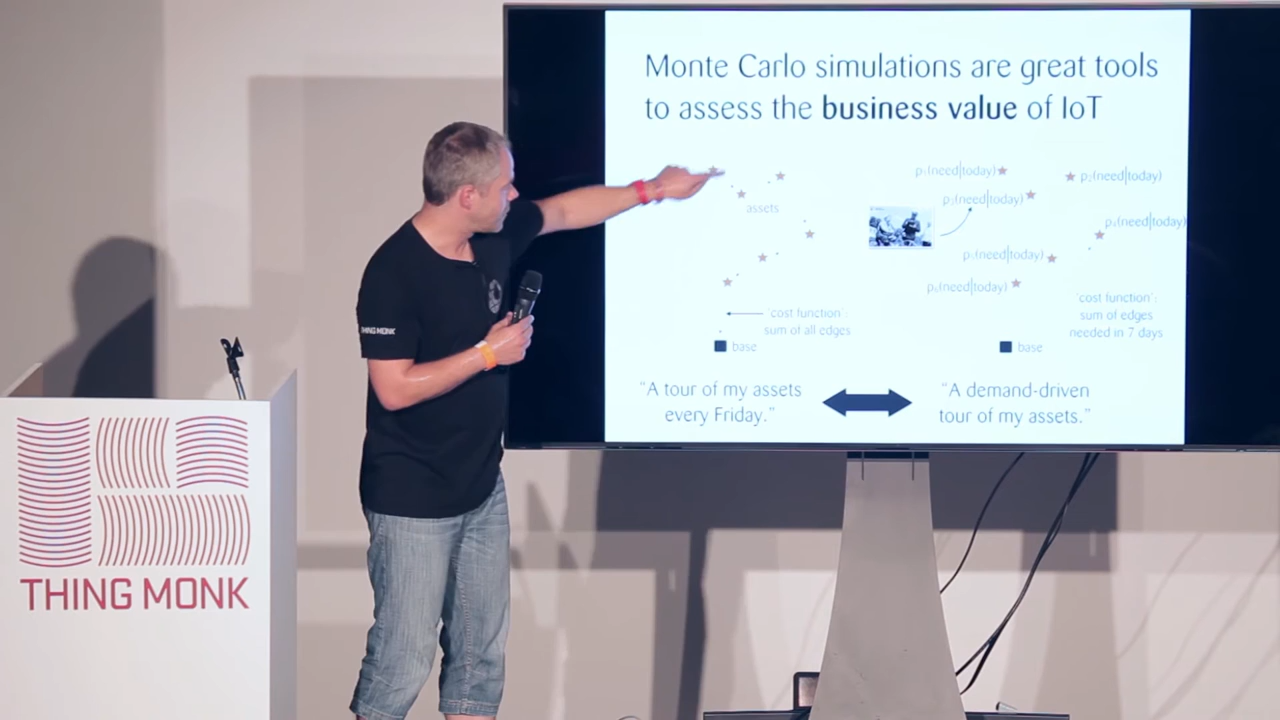 Monte Carlo simulations are great tools
to assess the business value of IoT
assets
'cost function':
sum of all edges
base
"A tour of my assets
every Friday."
p₁(need|today)
p₂(need|today)
p₃(need|today)
p₄(need|today)
(need|today)
(need|today)
'cost function':
sum of edges
needed in 7 days
base
"A demand-driven
tour of my assets."
THING MONK
THING MONK